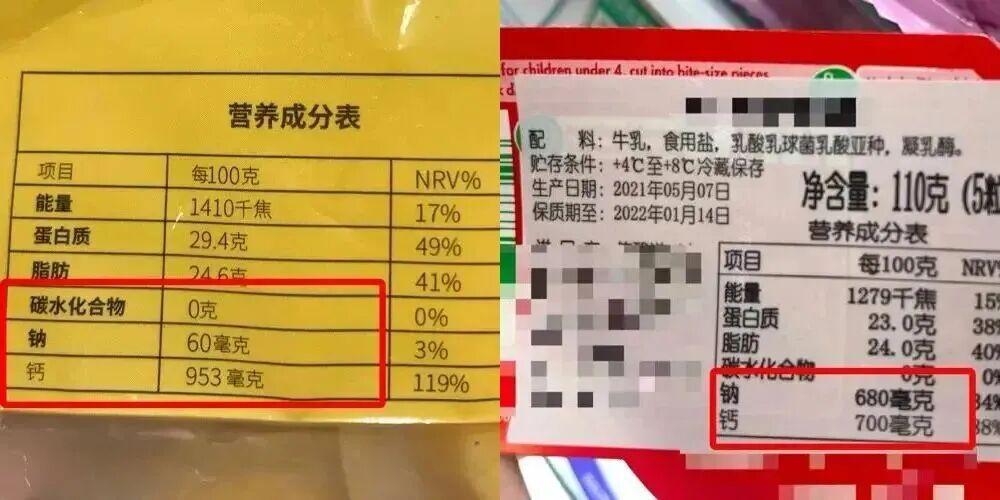 营养成分表
项目 每100克 NRV%
能量 1410千焦 17%
蛋白质 29.4克 49%
脂肪 24.6克 41%
碳水化合物 0克 0%
钠 60毫克 3%
钙 953毫克 119%
for children under 4, cut into bite-size pieces
配 料：牛乳，食用盐，乳酸乳球菌乳酸亚种，凝乳酶。
贮存条件：+4℃至+8℃冷藏保存
生产日期：2021年05月07日
保质期至：2022年01月14日
净含量：110克（5粒
营养成分表
项目 每100克 NRV%
能量 1279千焦
蛋白质 23.0克 38%
脂肪 24.0克 40%
碳水化合物 0克 0%
钠 680毫克 34%
钙 700毫克 88%